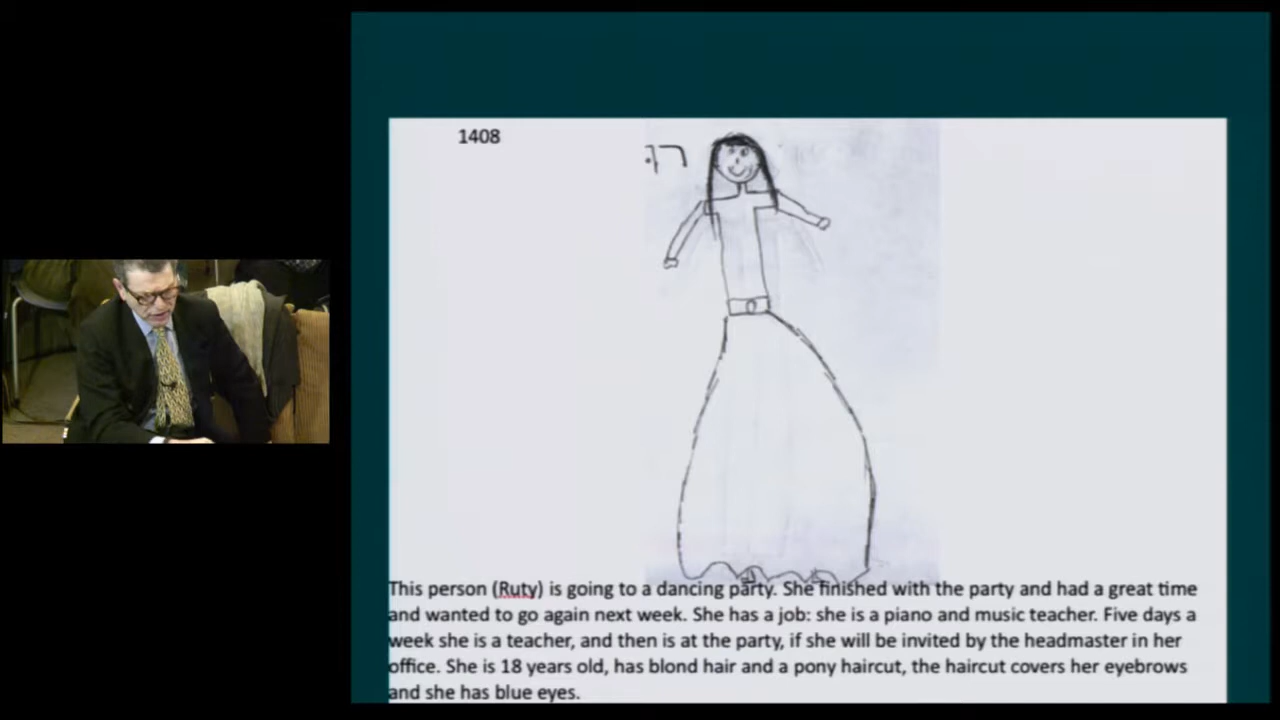 1408
This person (Ruty) is going to a dancing party. She finished with the party and had a great time
and wanted to go again next week. She has a job: she is a piano and music teacher. Five days a
week she is a teacher, and then is at the party, if she will be invited by the headmaster in her
office. She is 18 years old, has blond hair and a pony haircut, the haircut covers her eyebrows
and she has blue eyes.